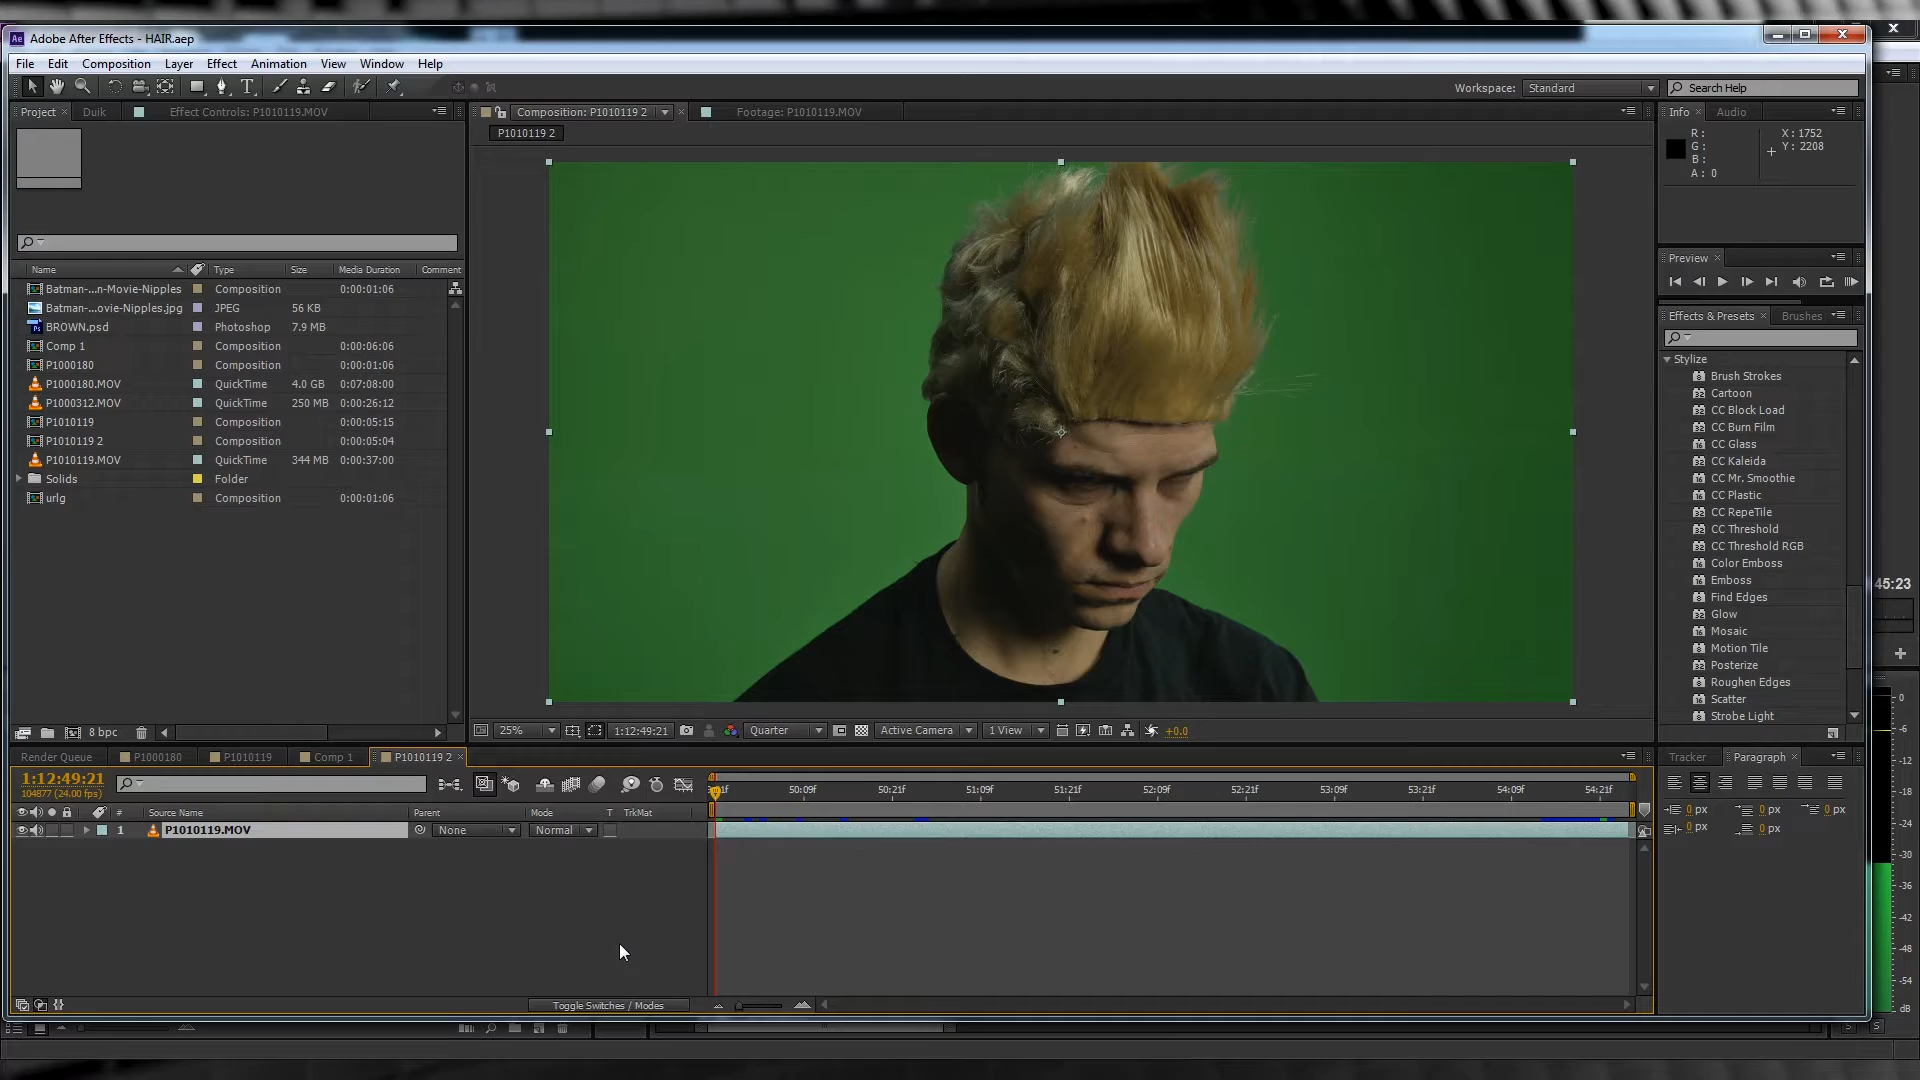 Adobe After Effects - HAIR.aep
File Edit Composition Layer Effect Animation View Window Help
Workspace: Standard Search Help
Project Duik Effect Controls: P1010119.MOV
Composition: P1010119 2 Footage: P1010119.MOV
P1010119 2
Info Audio
R: X: 1752
G: Y: 2208
B:
A: 0
Preview
Effects & Presets Brushes
Name Type Size Media Duration Comment
Batman-...n-Movie-Nipples Composition 0:00:01:06
Batman-...ovie-Nipples.jpg JPEG 56 KB
BROWN.psd Photoshop 7.9 MB
Comp 1 Composition 0:00:06:06
P1000180 Composition 0:00:01:06
P1000180.MOV QuickTime 4.0 GB 0:07:08:00
P1000312.MOV QuickTime 250 MB 0:00:26:12
P1010119 Composition 0:00:05:15
P1010119 2 Composition 0:00:05:04
P1010119.MOV QuickTime 344 MB 0:00:37:00
Solids Folder
urlg Composition 0:00:01:06
Stylize
Brush Strokes
Cartoon
CC Block Load
CC Burn Film
CC Glass
CC Kaleida
CC Mr. Smoothie
CC Plastic
CC RepeTile
CC Threshold
CC Threshold RGB
Color Emboss
Emboss
Find Edges
Glow
Mosaic
Motion Tile
Posterize
Roughen Edges
Scatter
Strobe Light
45:23
8 bpc
25% 1:12:49:21 Quarter Active Camera 1 View +0.0
Render Queue P1000180 P1010119 Comp 1 P1010119 2
Tracker Paragraph
1:12:49:21
104877 (24.00 fps)
:01f 50:09f 50:21f 51:09f 51:21f 52:09f 52:21f 53:09f 53:21f 54:09f 54:21f
# Source Name Parent Mode T TrkMat
1 P1010119.MOV None Normal
0 px 0 px 0 px
0 px 0 px
Toggle Switches / Modes
0
-6
-12
-18
-24
-30
-36
-42
-48
-54
dB
S S